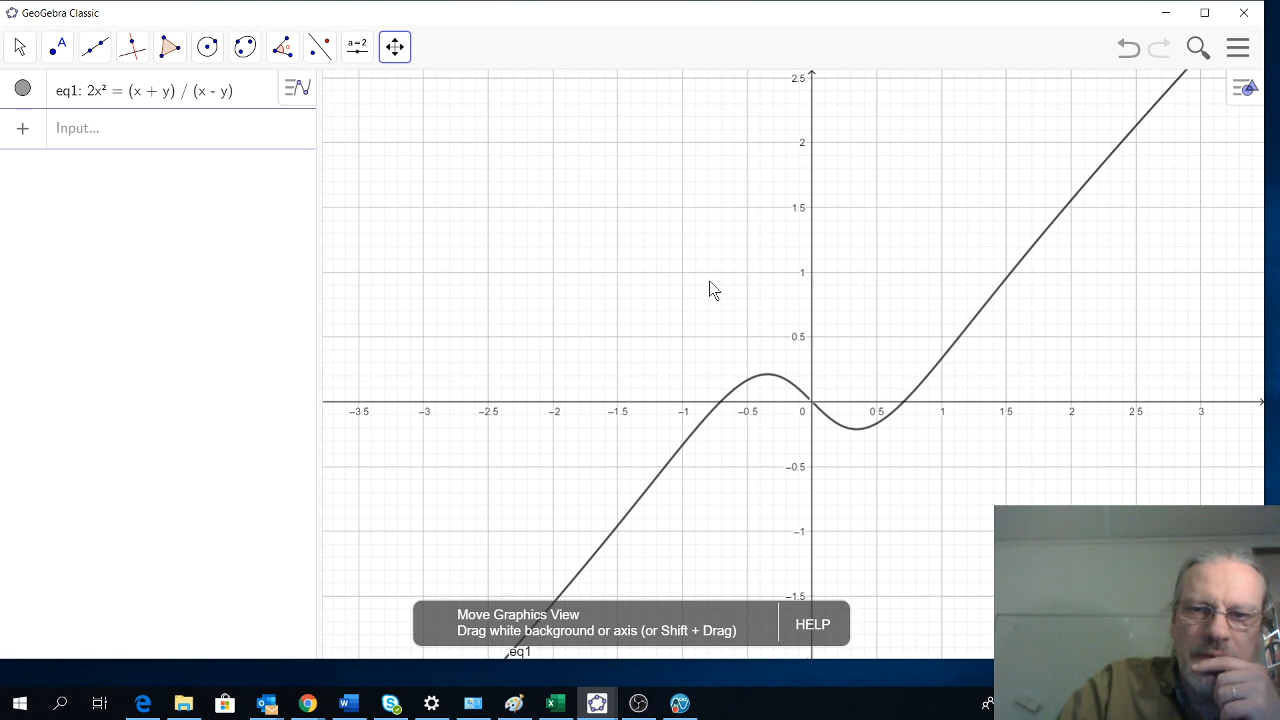 GeoGebra Classic
A
α
a=2
eq1: 2x² = (x + y) / (x - y)
Input...
2.5
2
1.5
1
0.5
−3.5 −3 −2.5 −2 −1.5 −1 −0.5 0 0.5 1 1.5 2 2.5 3
−0.5
−1
−1.5
Move Graphics View
Drag white background or axis (or Shift + Drag)
HELP
eq1